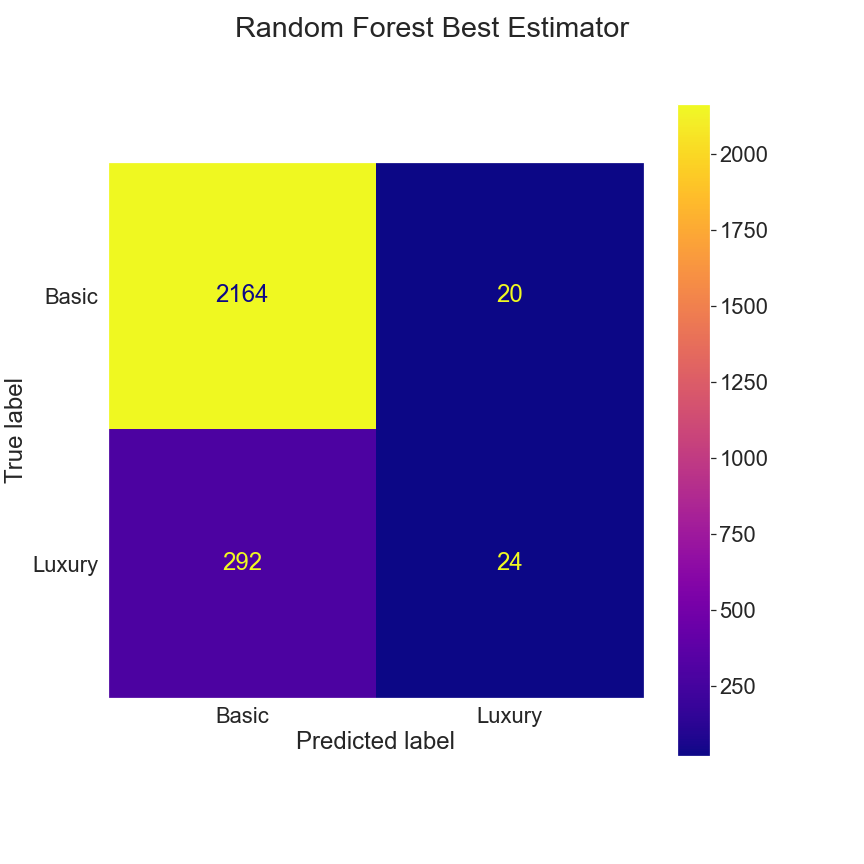 Random Forest Best Estimator
True label
Basic
2164
20
Luxury
292
24
Basic
Luxury
Predicted label
2000
1750
1500
1250
1000
750
500
250